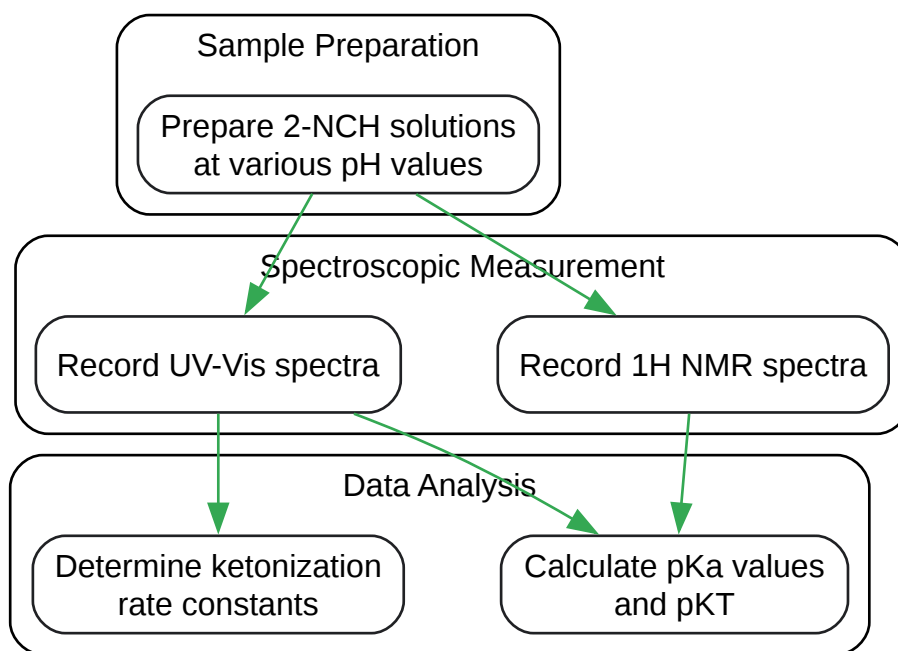 Sample Preparation
Prepare 2-NCH solutions
at various pH values
Spectroscopic Measurement
Record UV-Vis spectra
Record 1H NMR spectra
Data Analysis
Determine ketonization
rate constants
Calculate pKa values
and pKT